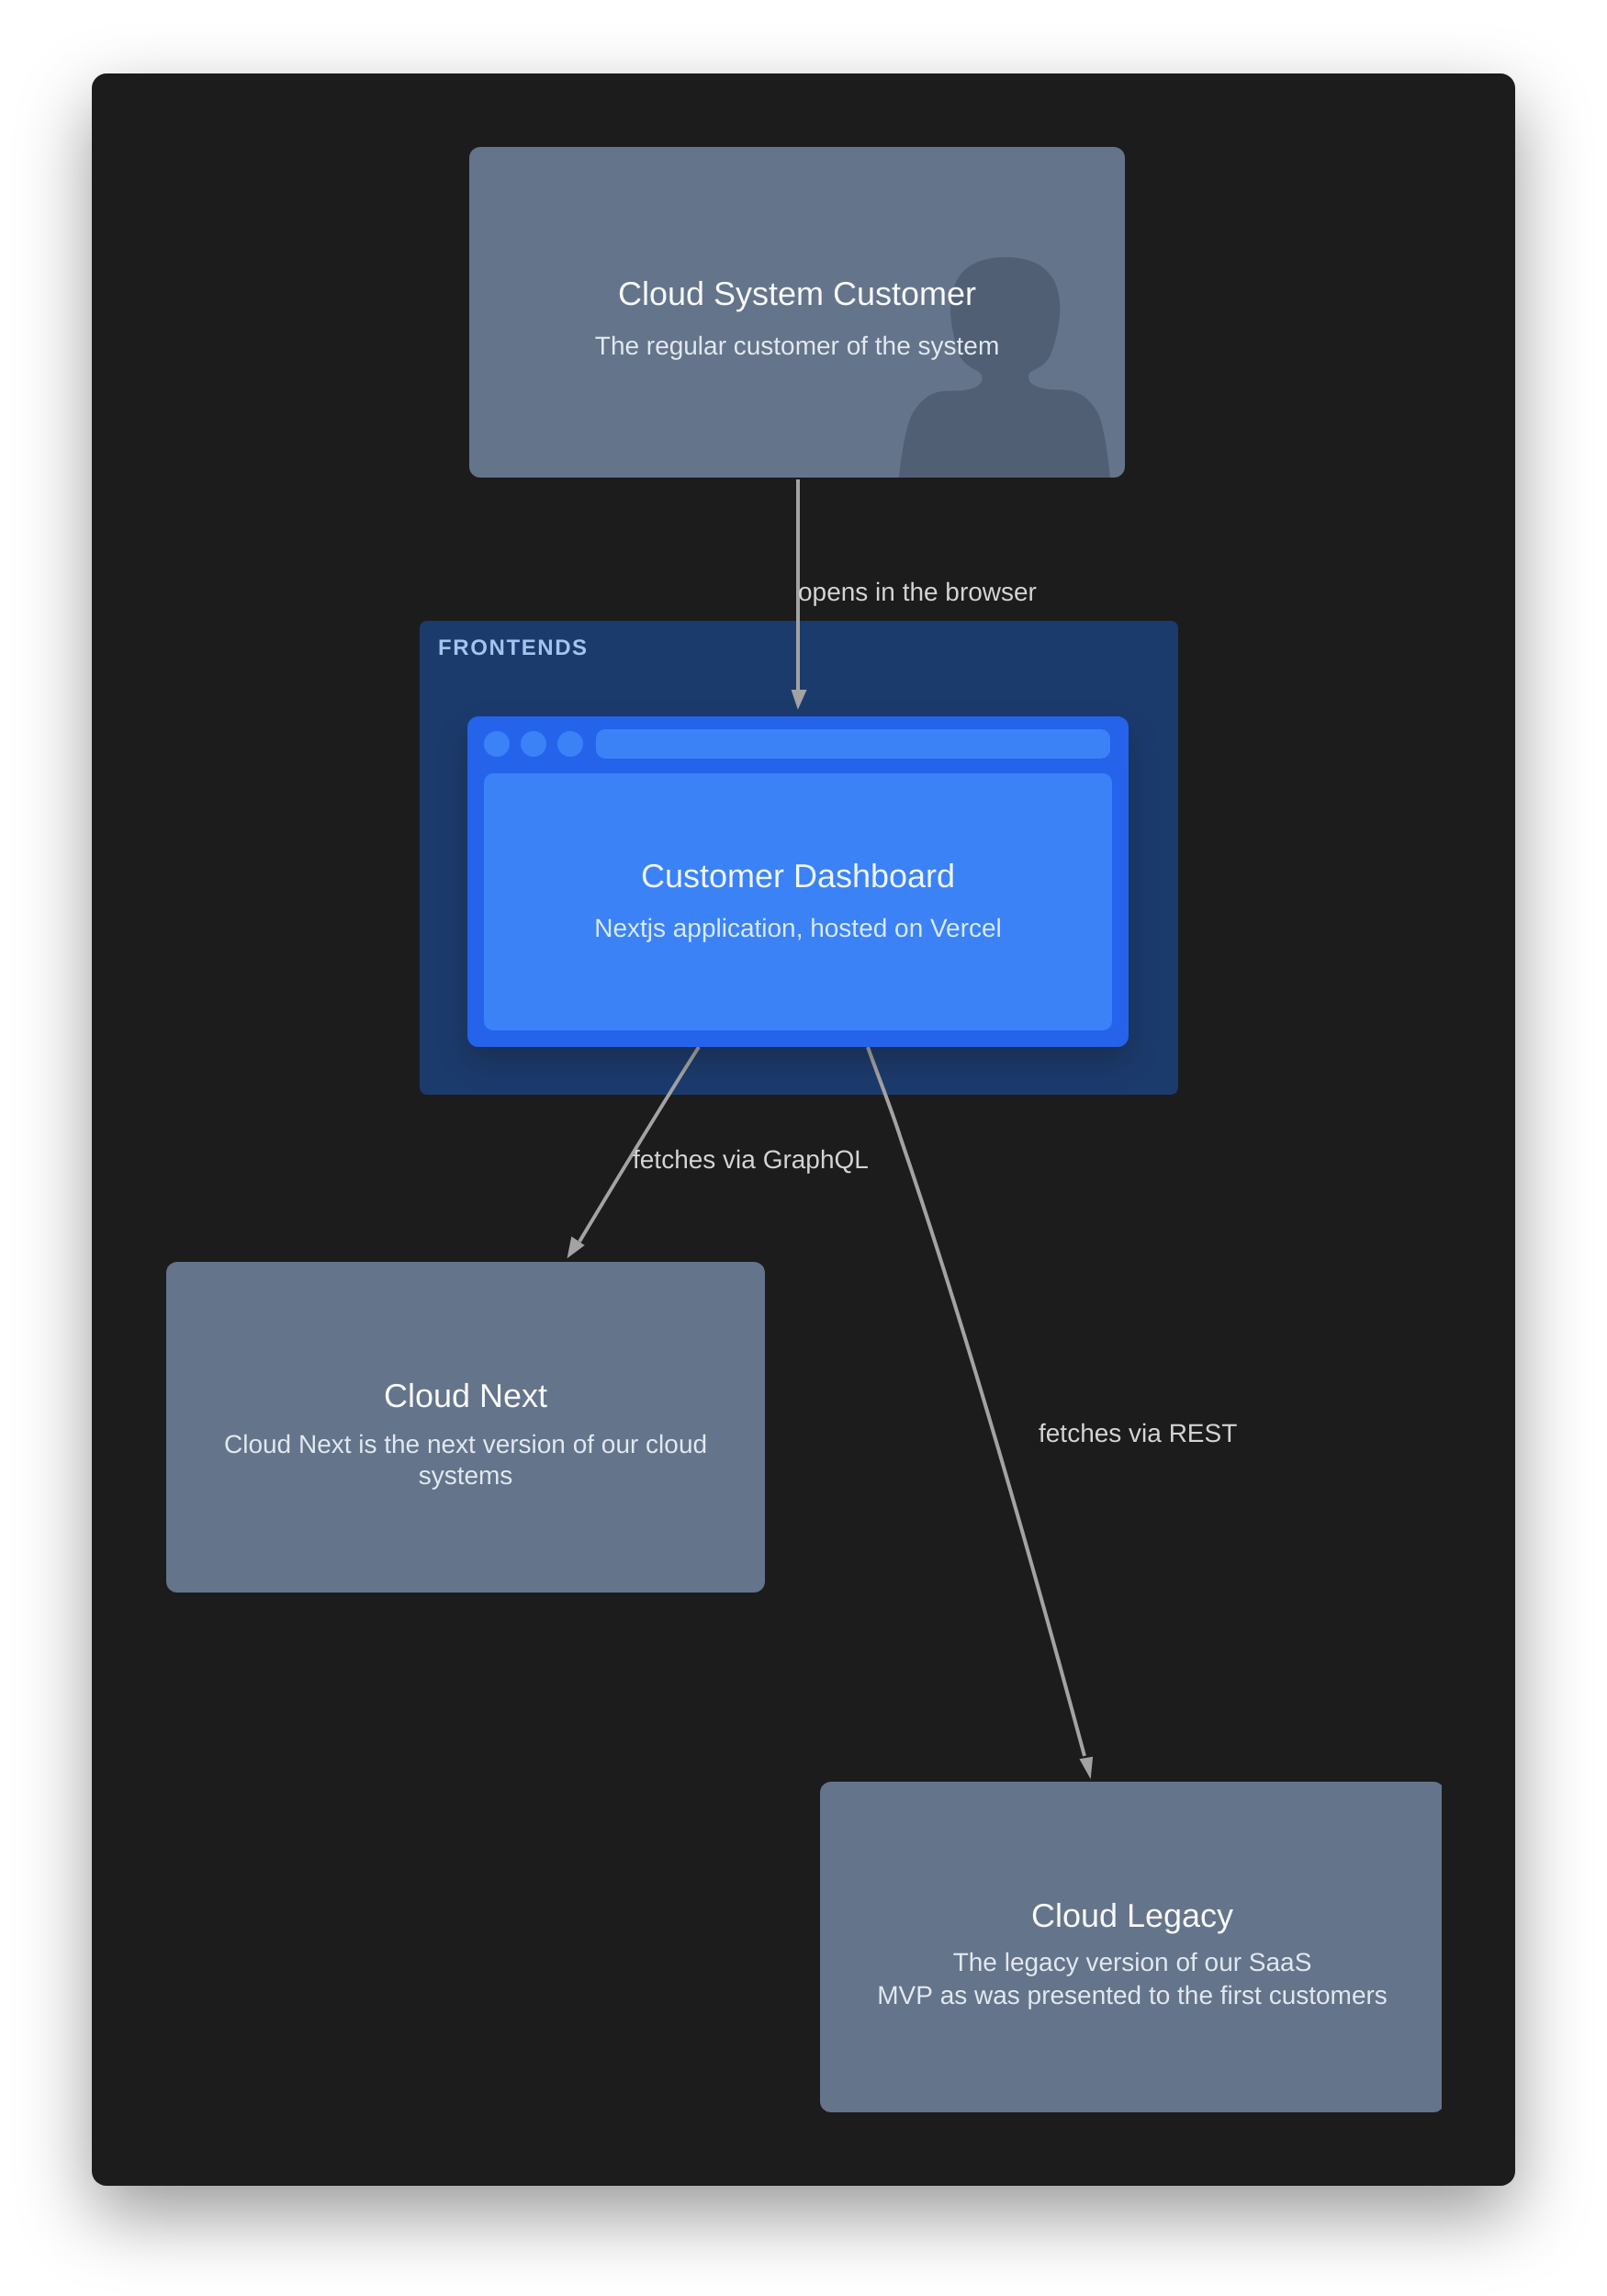 Cloud System Customer
The regular customer of the system
opens in the browser
FRONTENDS
Customer Dashboard
Nextjs application, hosted on Vercel
fetches via GraphQL
Cloud Next
Cloud Next is the next version of our cloud
systems
fetches via REST
Cloud Legacy
The legacy version of our SaaS
MVP as was presented to the first customers